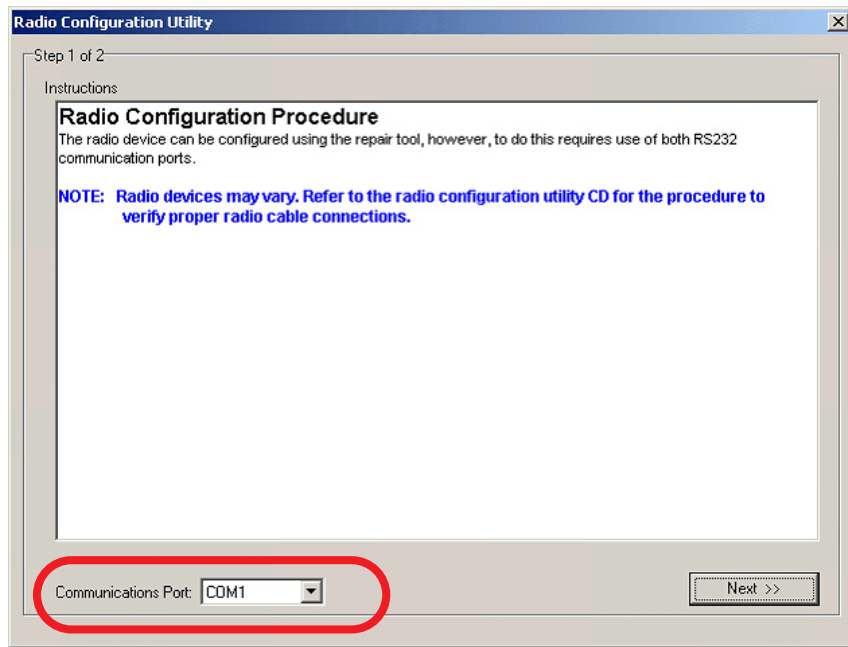 Radio Configuration Utility
Step 1 of 2
Instructions
Radio Configuration Procedure
The radio device can be configured using the repair tool, however, to do this requires use of both RS232
communication ports.
NOTE: Radio devices may vary. Refer to the radio configuration utility CD for the procedure to
verify proper radio cable connections.
Communications Port: COM1
Next >>